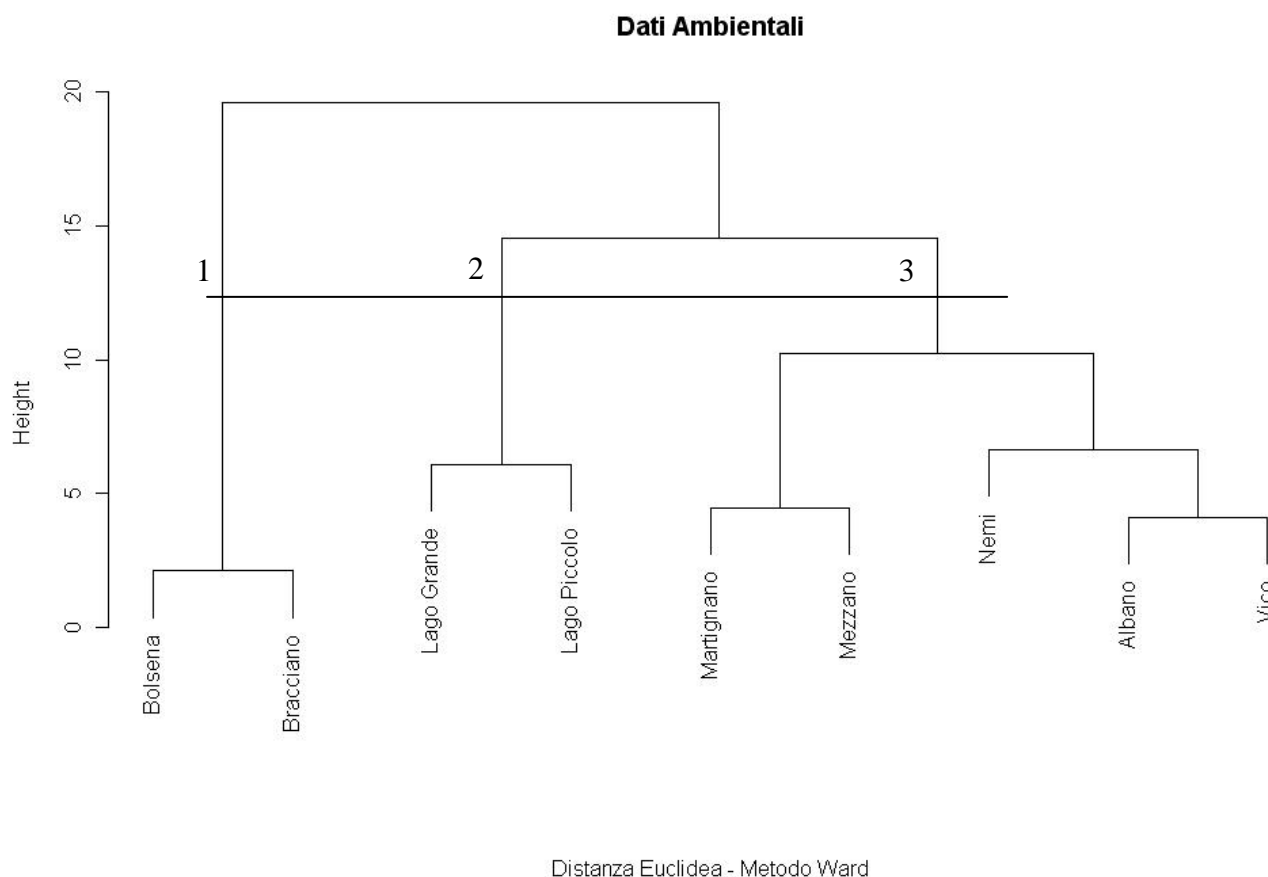 Dati Ambientali
20
15
10
5
0
Height
1
2
3
Bolsena
Bracciano
Lago Grande
Lago Piccolo
Martignano
Mezzano
Nemi
Albano
Vico
Distanza Euclidea - Metodo Ward